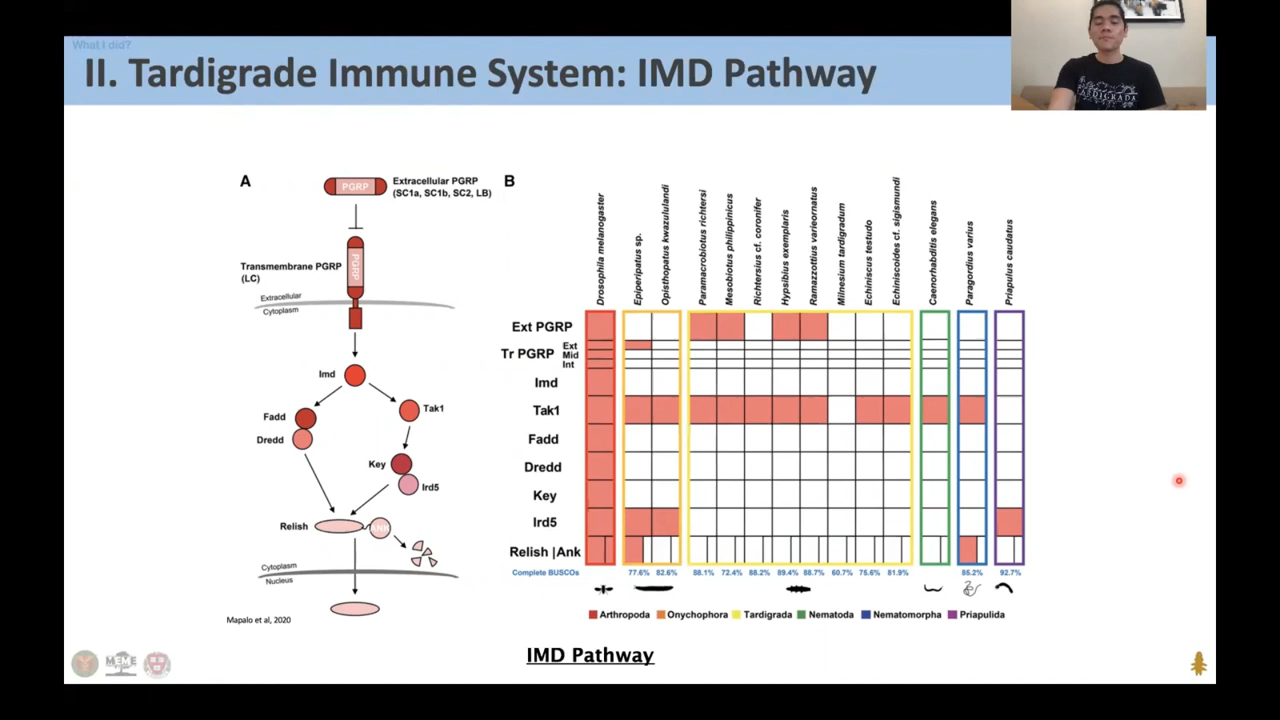 What I did?
II. Tardigrade Immune System: IMD Pathway
A
PGRP
Extracellular PGRP
(SC1a, SC1b, SC2, LB)
Transmembrane PGRP
(LC)
PGRP
Extracellular
Cytoplasm
Imd
Fadd
Tak1
Dredd
Key
Ird5
Relish
ANK
Cytoplasm
Nucleus
Mapalo et al, 2020
B
Drosophila melanogaster
Epiperipatus sp.
Opisthopatus kwazululandi
Paramacrobiotus richtersi
Mesobiotus philippinicus
Richtersius cf. coronifer
Hypsibius exemplaris
Ramazzottius varieornatus
Milnesium tardigradum
Echiniscus testudo
Echiniscoides cf. sigismundi
Caenorhabditis elegans
Paragordius varius
Priapulus caudatus
Ext PGRP
Tr PGRP Ext
Mid
Int
Imd
Tak1
Fadd
Dredd
Key
Ird5
Relish |Ank
Complete BUSCOs 77.6% 82.6% 88.1% 72.4% 88.2% 89.4% 88.7% 60.7% 75.6% 81.9% 85.2% 92.7%
Arthropoda Onychophora Tardigrada Nematoda Nematomorpha Priapulida
IMD Pathway
MEME
TARDIGRADA